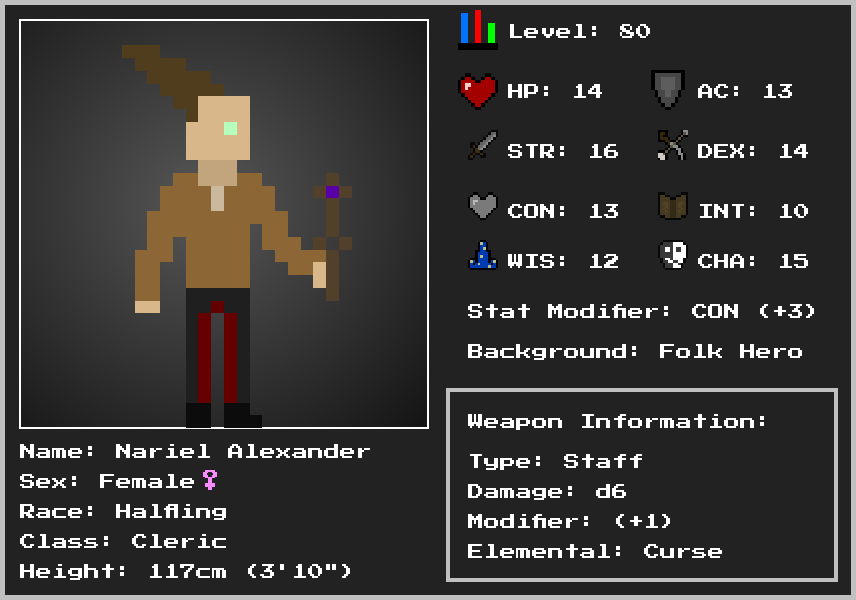 Level: 80
HP: 14 AC: 13
STR: 16 DEX: 14
CON: 13 INT: 10
WIS: 12 CHA: 15
Stat Modifier: CON (+3)
Background: Folk Hero
Weapon Information:
Type: Staff
Damage: d6
Modifier: (+1)
Elemental: Curse
Name: Nariel Alexander
Sex: Female♀
Race: Halfling
Class: Cleric
Height: 117cm (3'10")